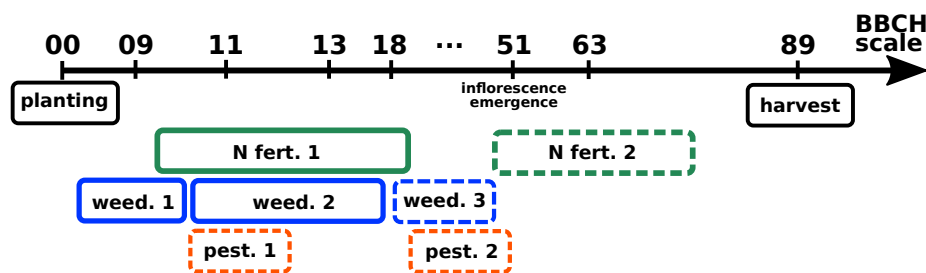 00 09 11 13 18 ... 51 63 89 BBCH
scale
planting
inflorescence
emergence
harvest
N fert. 1 N fert. 2
weed. 1 weed. 2 weed. 3
pest. 1 pest. 2